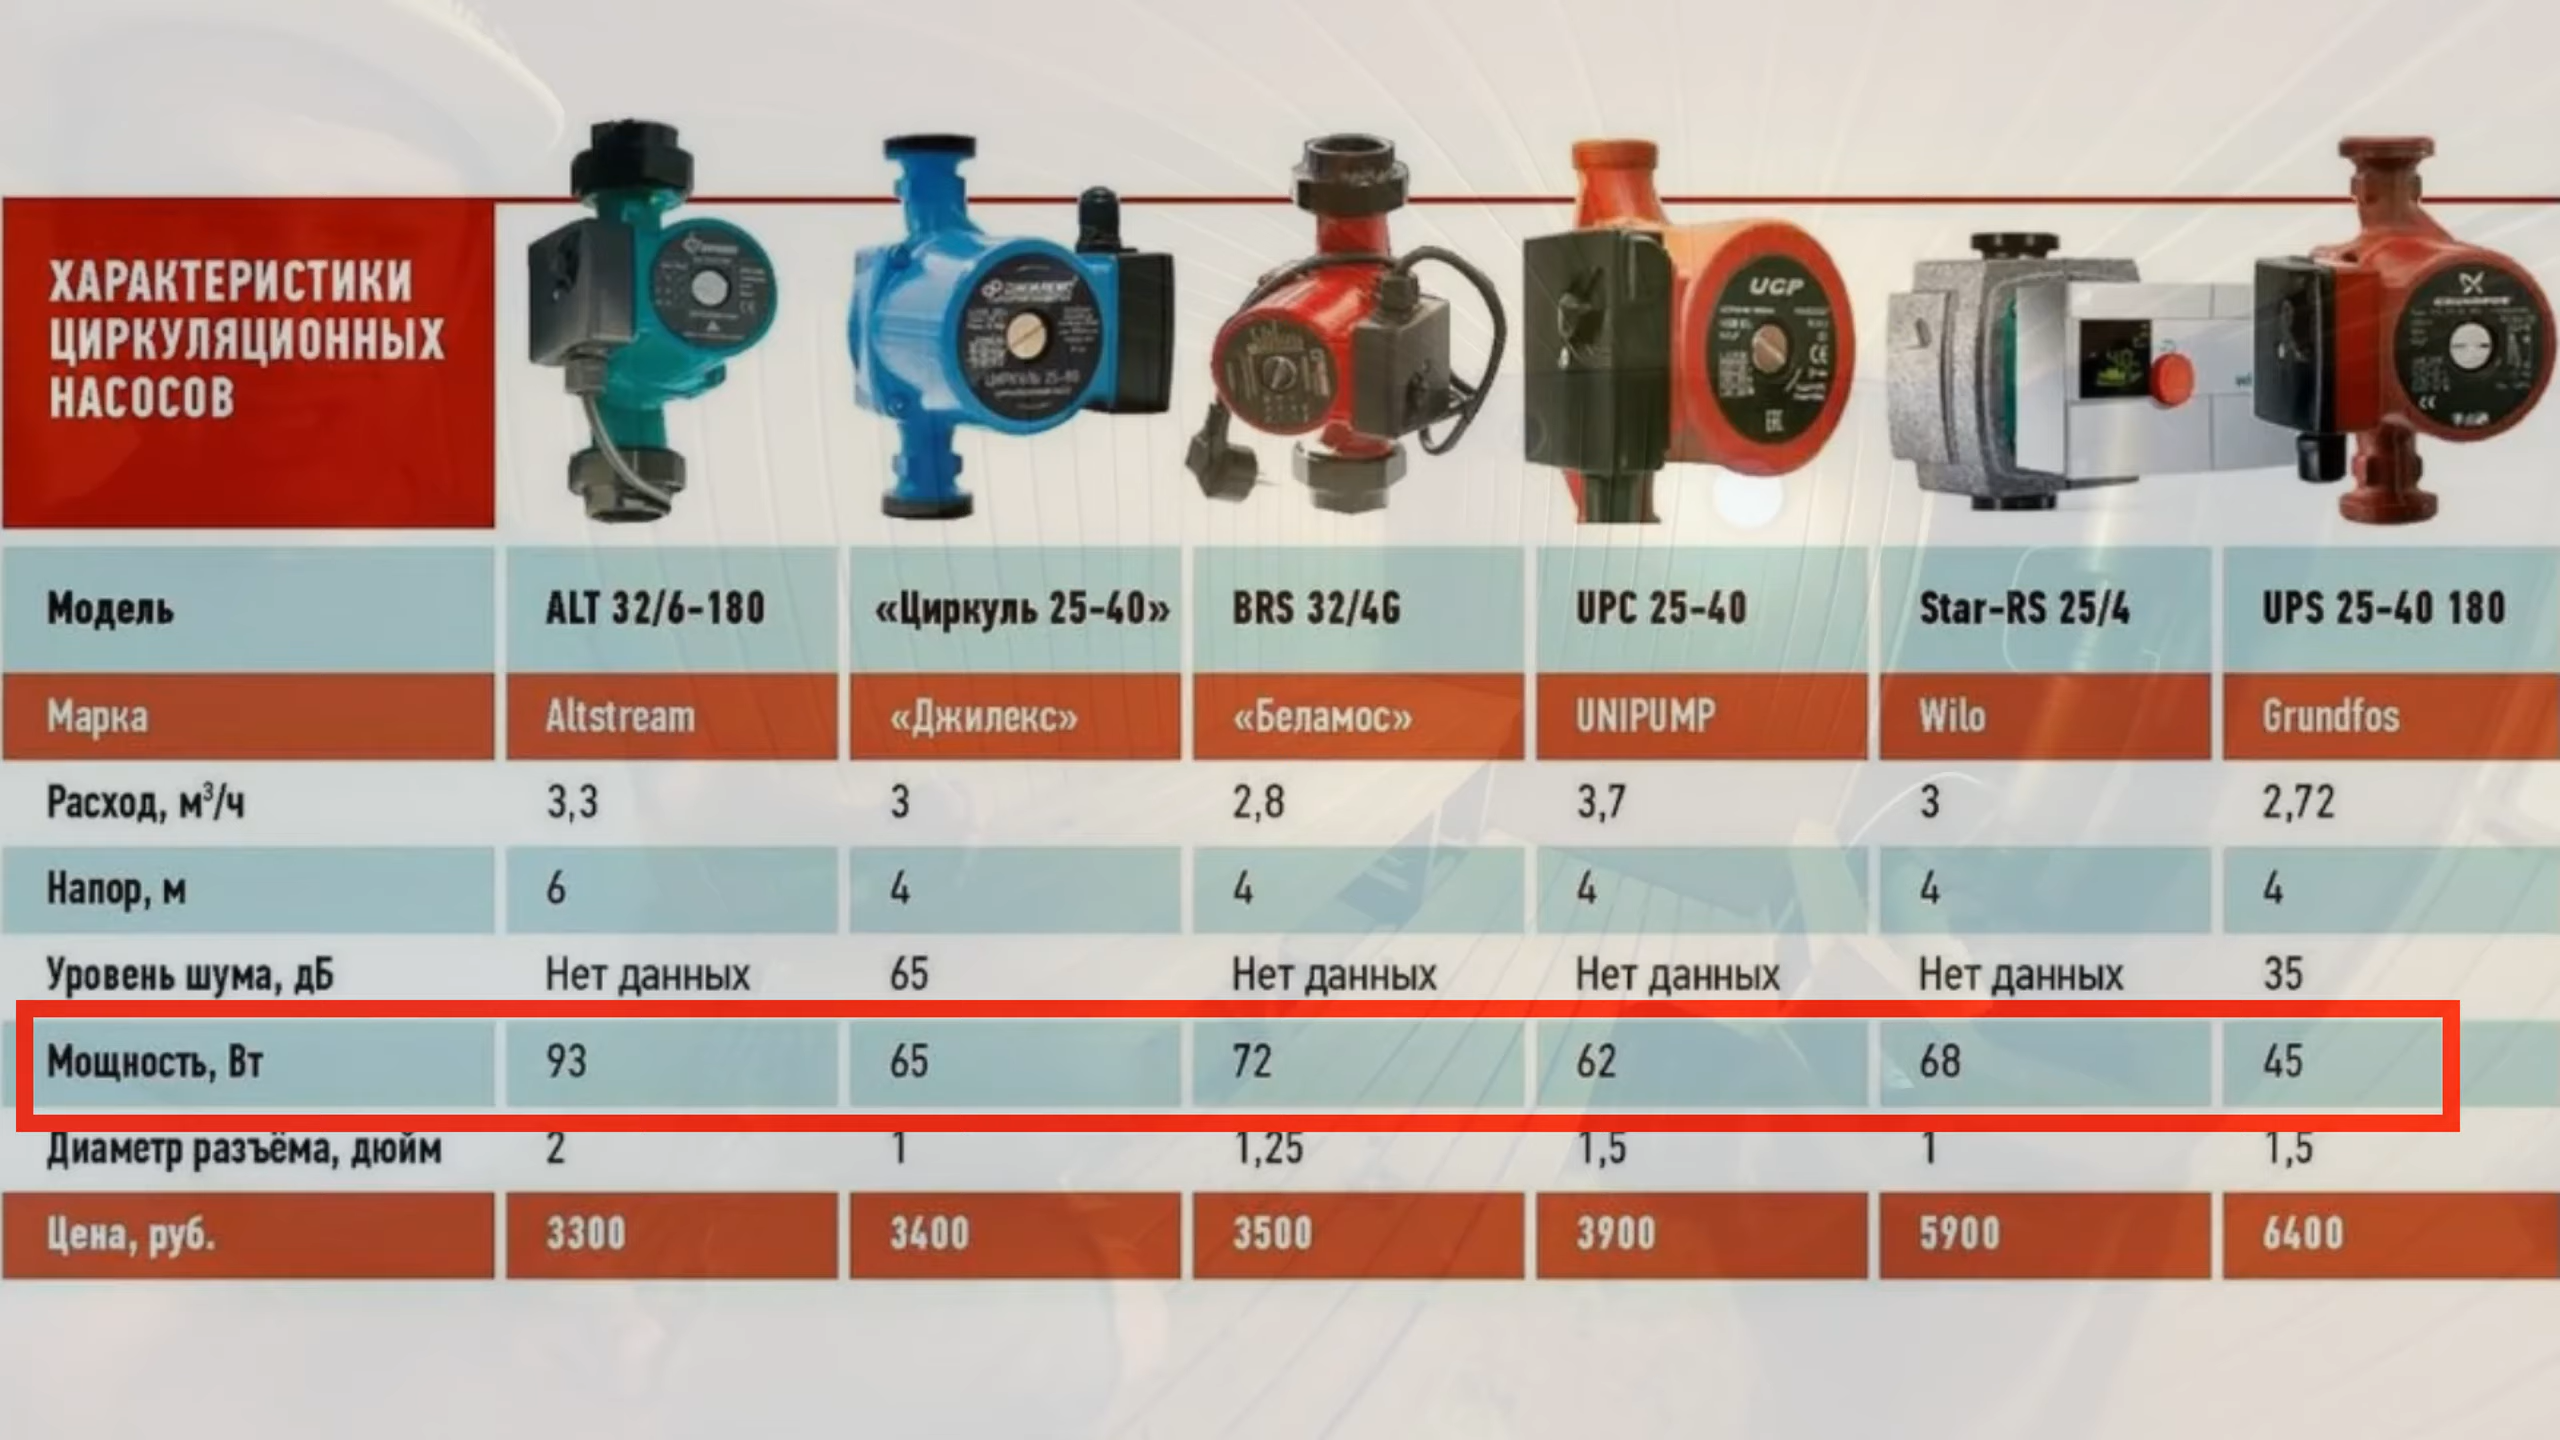 ХАРАКТЕРИСТИКИ
ЦИРКУЛЯЦИОННЫХ
НАСОСОВ
UCP
GRUNDFOS
Модель ALT 32/6-180 «Циркуль 25-40» BRS 32/4G UPC 25-40 Star-RS 25/4 UPS 25-40 180
Марка Altstream «Джилекс» «Беламос» UNIPUMP Wilo Grundfos
Расход, м³/ч 3,3 3 2,8 3,7 3 2,72
Напор, м 6 4 4 4 4 4
Уровень шума, дБ Нет данных 65 Нет данных Нет данных Нет данных 35
Мощность, Вт 93 65 72 62 68 45
Диаметр разъёма, дюйм 2 1 1,25 1,5 1 1,5
Цена, руб. 3300 3400 3500 3900 5900 6400